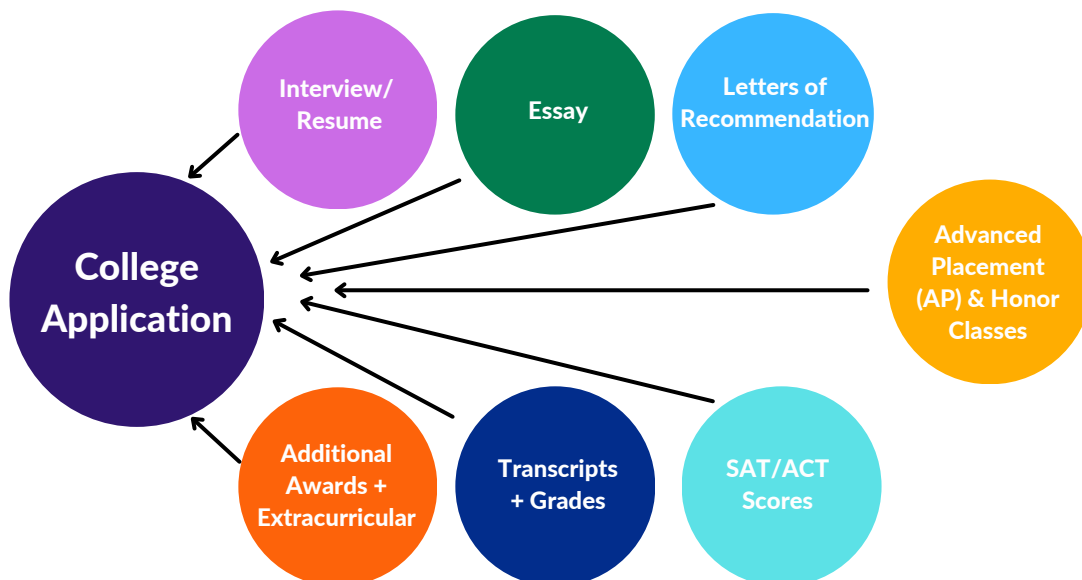 Interview/
Resume
Essay
Letters of
Recommendation
College
Application
Advanced
Placement
(AP) & Honor
Classes
Additional
Awards +
Extracurricular
Transcripts
+ Grades
SAT/ACT
Scores